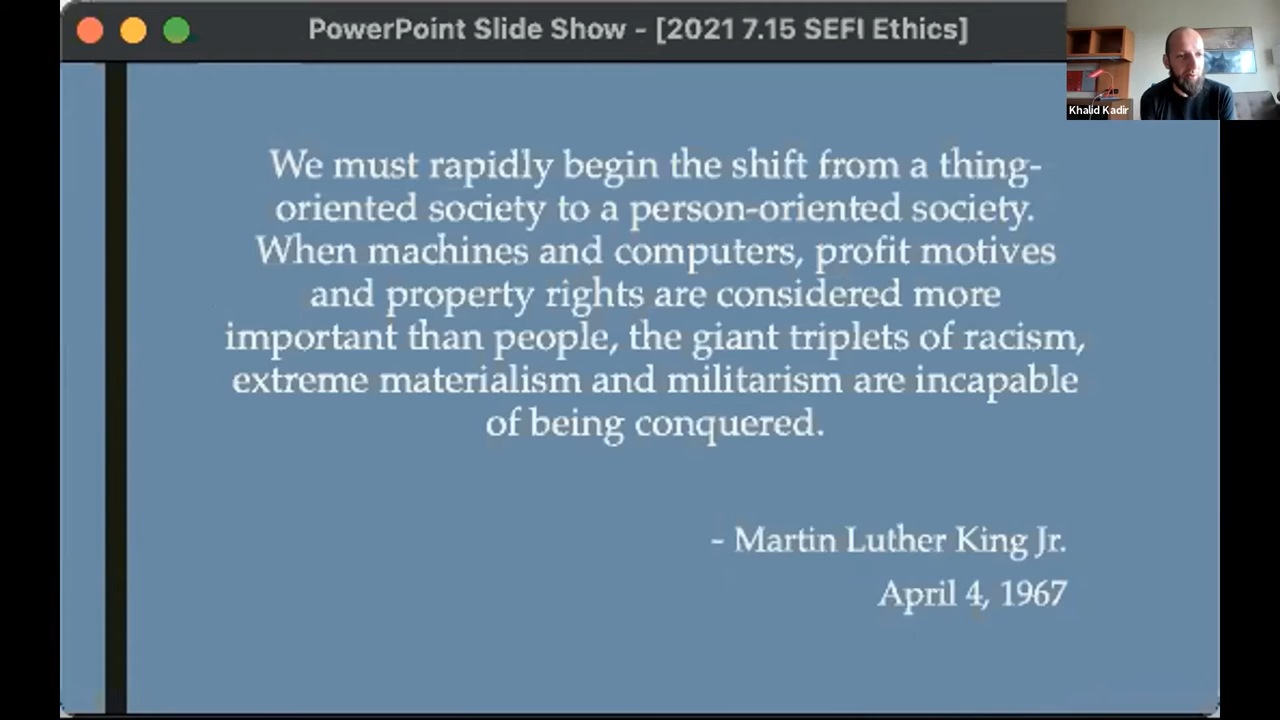 PowerPoint Slide Show - [2021 7.15 SEFI Ethics]
Khalid Kadir
We must rapidly begin the shift from a thing-
oriented society to a person-oriented society.
When machines and computers, profit motives
and property rights are considered more
important than people, the giant triplets of racism,
extreme materialism and militarism are incapable
of being conquered.
- Martin Luther King Jr.
April 4, 1967